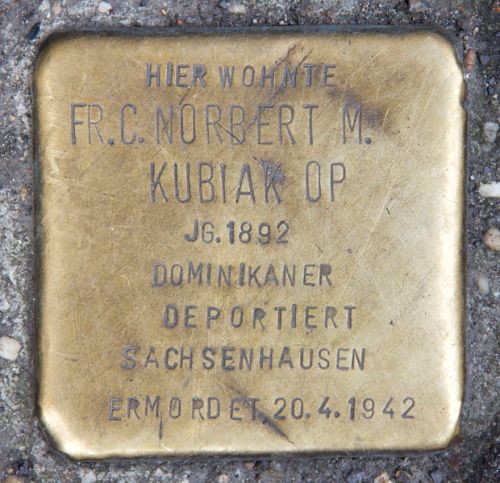 HIER WOHNTE
FR.C. NORBERT M.
KUBIAK OP
JG.1892
DOMINIKANER
DEPORTIERT
SACHSENHAUSEN
ERMORDET 20.4.1942